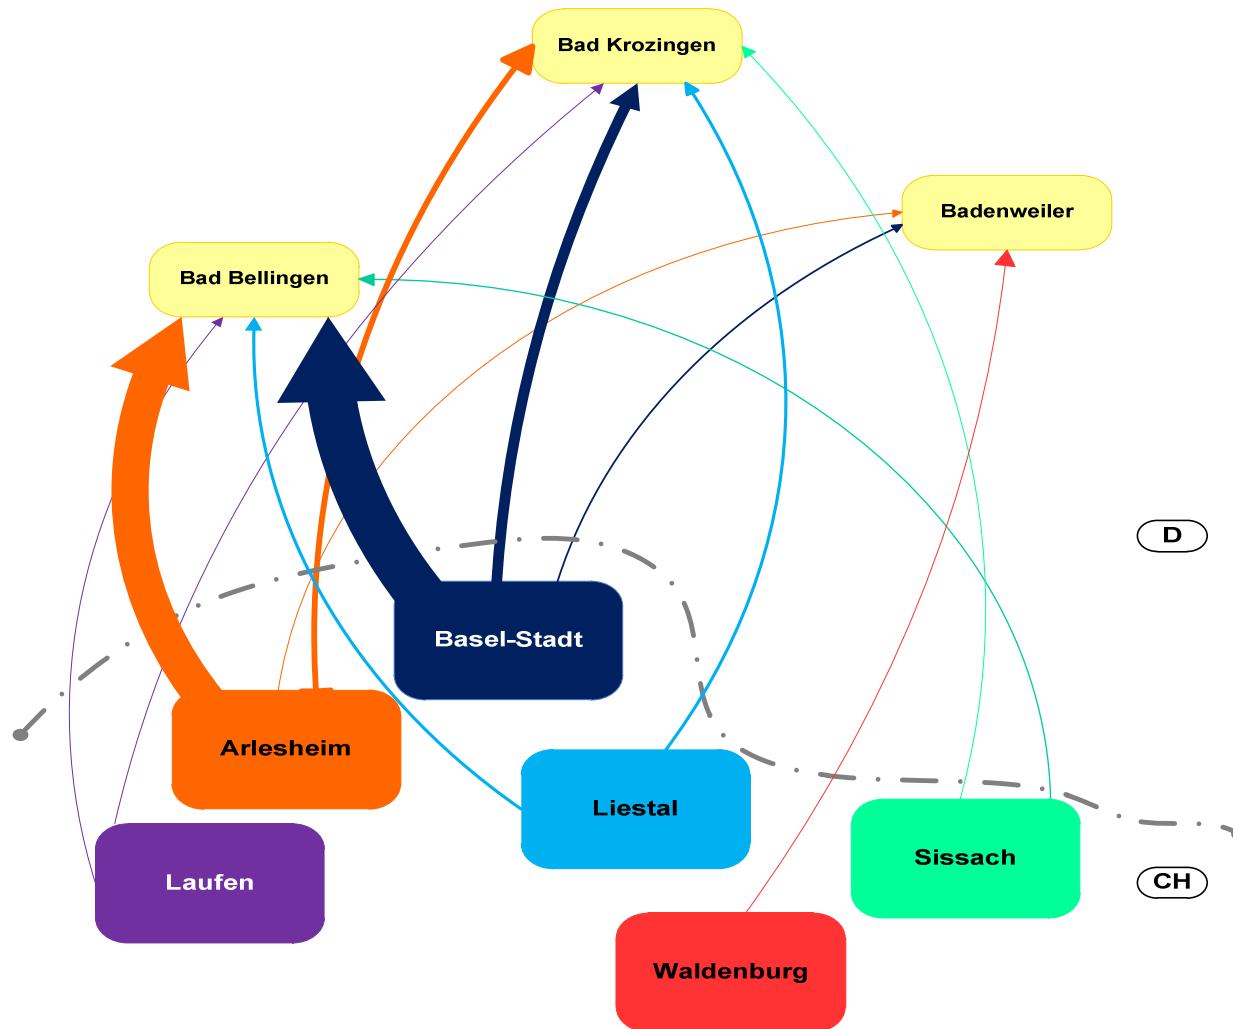 Bad Krozingen
Badenweiler
Bad Bellingen
D
Basel-Stadt
Arlesheim
Liestal
Sissach
Laufen
CH
Waldenburg